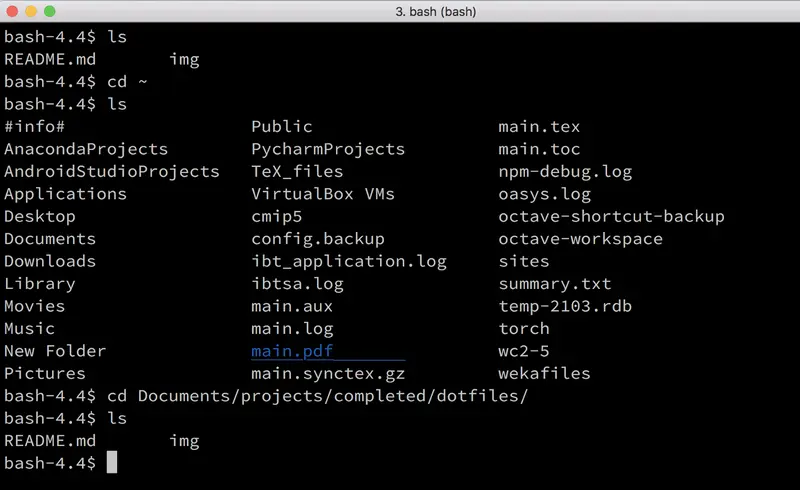 3. bash (bash)
bash-4.4$ ls
README.md img
bash-4.4$ cd ~
bash-4.4$ ls
#info# Public main.tex
AnacondaProjects PycharmProjects main.toc
AndroidStudioProjects TeX_files npm-debug.log
Applications VirtualBox VMs oasys.log
Desktop cmip5 octave-shortcut-backup
Documents config.backup octave-workspace
Downloads ibt_application.log sites
Library ibtsa.log summary.txt
Movies main.aux temp-2103.rdb
Music main.log torch
New Folder main.pdf wc2-5
Pictures main.synctex.gz wekafiles
bash-4.4$ cd Documents/projects/completed/dotfiles/
bash-4.4$ ls
README.md img
bash-4.4$